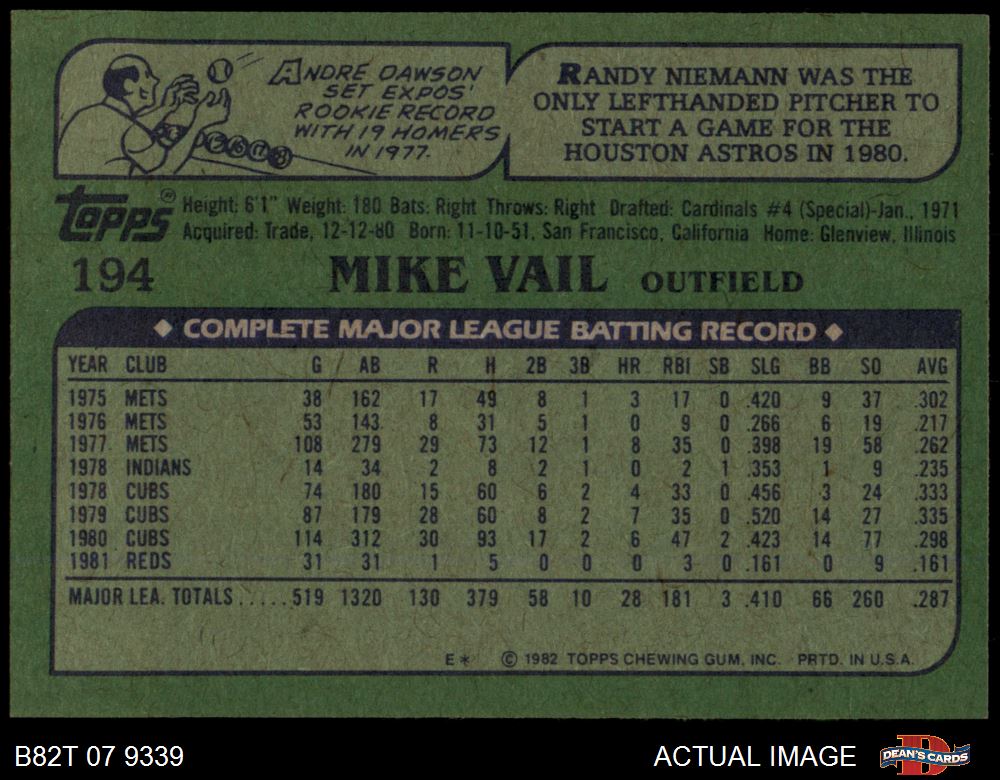 ANDRE DAWSON
SET EXPOS'
ROOKIE RECORD
WITH 19 HOMERS
IN 1977.
RANDY NIEMANN WAS THE
ONLY LEFTHANDED PITCHER TO
START A GAME FOR THE
HOUSTON ASTROS IN 1980.
Topps® Height: 6'1" Weight: 180 Bats: Right Throws: Right Drafted: Cardinals #4 (Special)-Jan., 1971
Acquired: Trade, 12-12-80 Born: 11-10-51, San Francisco, California Home: Glenview, Illinois
194 MIKE VAIL OUTFIELD
◆ COMPLETE MAJOR LEAGUE BATTING RECORD ◆
YEAR CLUB G AB R H 2B 3B HR RBI SB SLG BB SO AVG
1975 METS 38 162 17 49 8 1 3 17 0 .420 9 37 .302
1976 METS 53 143 8 31 5 1 0 9 0 .266 6 19 .217
1977 METS 108 279 29 73 12 1 8 35 0 .398 19 58 .262
1978 INDIANS 14 34 2 8 2 1 0 2 1 .353 1 9 .235
1978 CUBS 74 180 15 60 6 2 4 33 0 .456 3 24 .333
1979 CUBS 87 179 28 60 8 2 7 35 0 .520 14 27 .335
1980 CUBS 114 312 30 93 17 2 6 47 2 .423 14 77 .298
1981 REDS 31 31 1 5 0 0 0 3 0 .161 0 9 .161
MAJOR LEA. TOTALS.....519 1320 130 379 58 10 28 181 3 .410 66 260 .287
E* © 1982 TOPPS CHEWING GUM, INC. PRTD. IN U.S.A.
B82T 07 9339 ACTUAL IMAGE DEAN'S CARDS